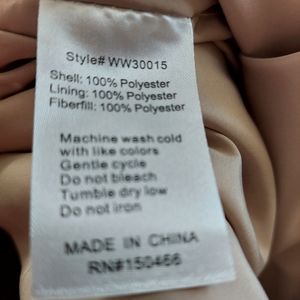 Style# WW30015
Shell: 100% Polyester
Lining: 100% Polyester
Fiberfill: 100% Polyester
Machine wash cold
with like colors
Gentle cycle
Do not bleach
Tumble dry low
Do not iron
MADE IN CHINA
RN#150466